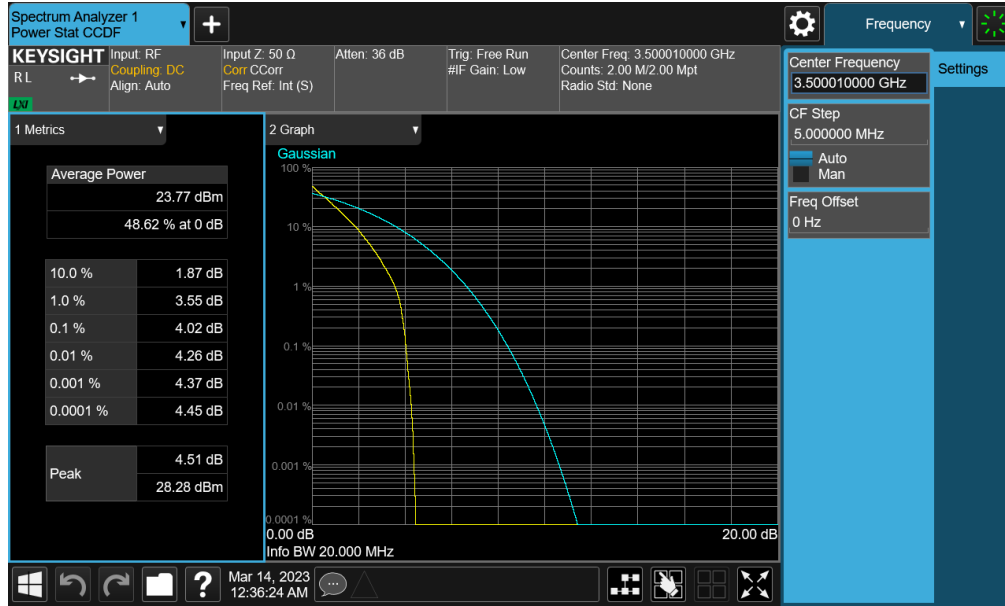 Spectrum Analyzer 1
Power Stat CCDF
Frequency
KEYSIGHT
R L
LXI
Input: RF
Coupling: DC
Align: Auto
Input Z: 50 Ω
Corr CCorr
Freq Ref: Int (S)
Atten: 36 dB
Trig: Free Run
#IF Gain: Low
Center Freq: 3.500010000 GHz
Counts: 2.00 M/2.00 Mpt
Radio Std: None
Center Frequency
3.500010000 GHz
Settings
CF Step
5.000000 MHz
Auto
Man
Freq Offset
0 Hz
1 Metrics
Average Power
23.77 dBm
48.62 % at 0 dB
10.0 % 1.87 dB
1.0 % 3.55 dB
0.1 % 4.02 dB
0.01 % 4.26 dB
0.001 % 4.37 dB
0.0001 % 4.45 dB
Peak
4.51 dB
28.28 dBm
2 Graph
Gaussian
100 %
10 %
1 %
0.1 %
0.01 %
0.001 %
0.0001 %
0.00 dB 20.00 dB
Info BW 20.000 MHz
?
Mar 14, 2023
12:36:24 AM